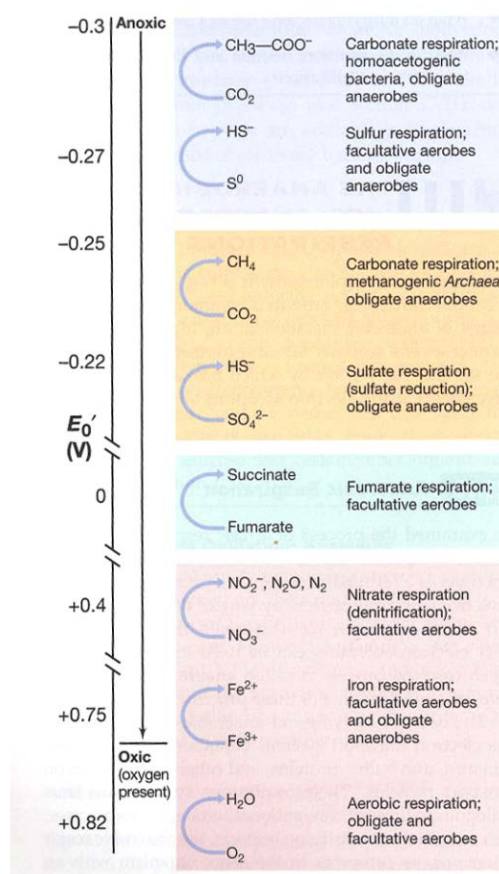 −0.3
Anoxic
CH₃—COO⁻
CO₂
Carbonate respiration;
homoacetogenic
bacteria, obligate
anaerobes
−0.27
HS⁻
S⁰
Sulfur respiration;
facultative aerobes
and obligate
anaerobes
−0.25
CH₄
CO₂
Carbonate respiration;
methanogenic Archaea
obligate anaerobes
−0.22
HS⁻
SO₄²⁻
Sulfate respiration
(sulfate reduction);
obligate anaerobes
E₀′
(V)
0
Succinate
Fumarate
Fumarate respiration;
facultative aerobes
+0.4
NO₂⁻, N₂O, N₂
NO₃⁻
Nitrate respiration
(denitrification);
facultative aerobes
+0.75
Fe²⁺
Fe³⁺
Iron respiration;
facultative aerobes
and obligate
anaerobes
Oxic
(oxygen
present)
+0.82
H₂O
O₂
Aerobic respiration;
obligate and
facultative aerobes